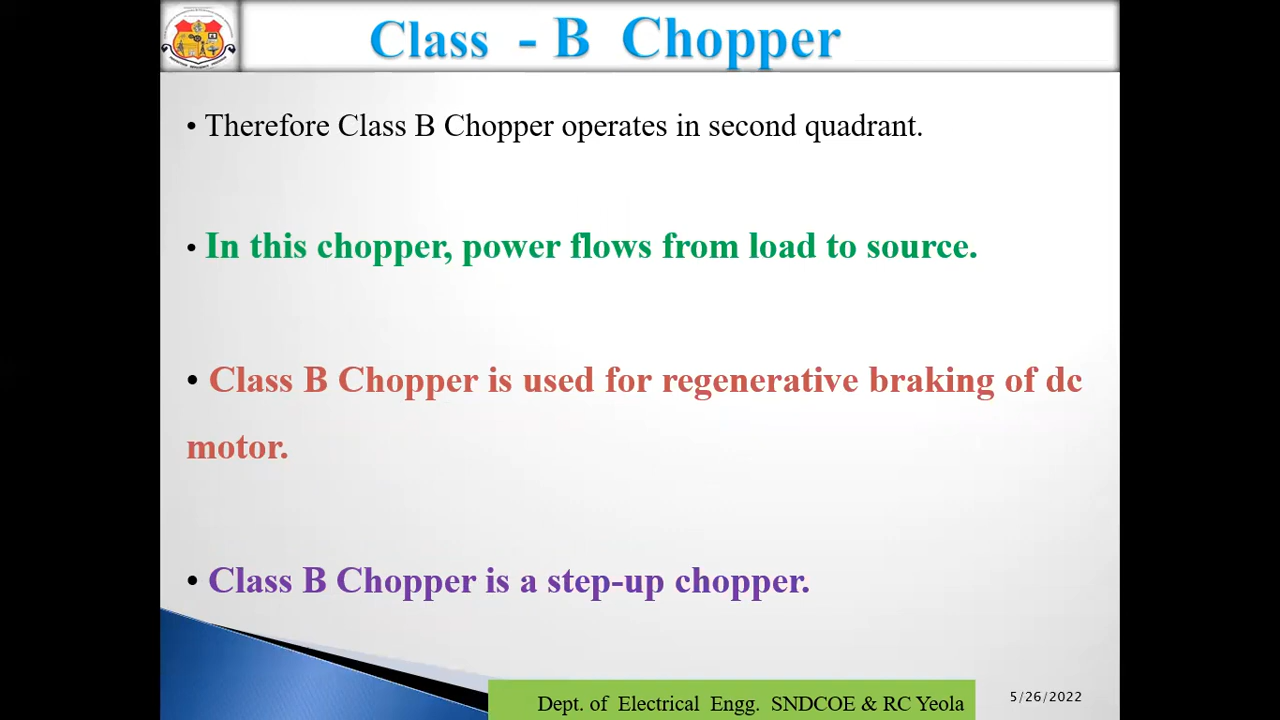 Class - B Chopper
• Therefore Class B Chopper operates in second quadrant.
• In this chopper, power flows from load to source.
• Class B Chopper is used for regenerative braking of dc
motor.
• Class B Chopper is a step-up chopper.
Dept. of Electrical Engg. SNDCOE & RC Yeola
5/26/2022